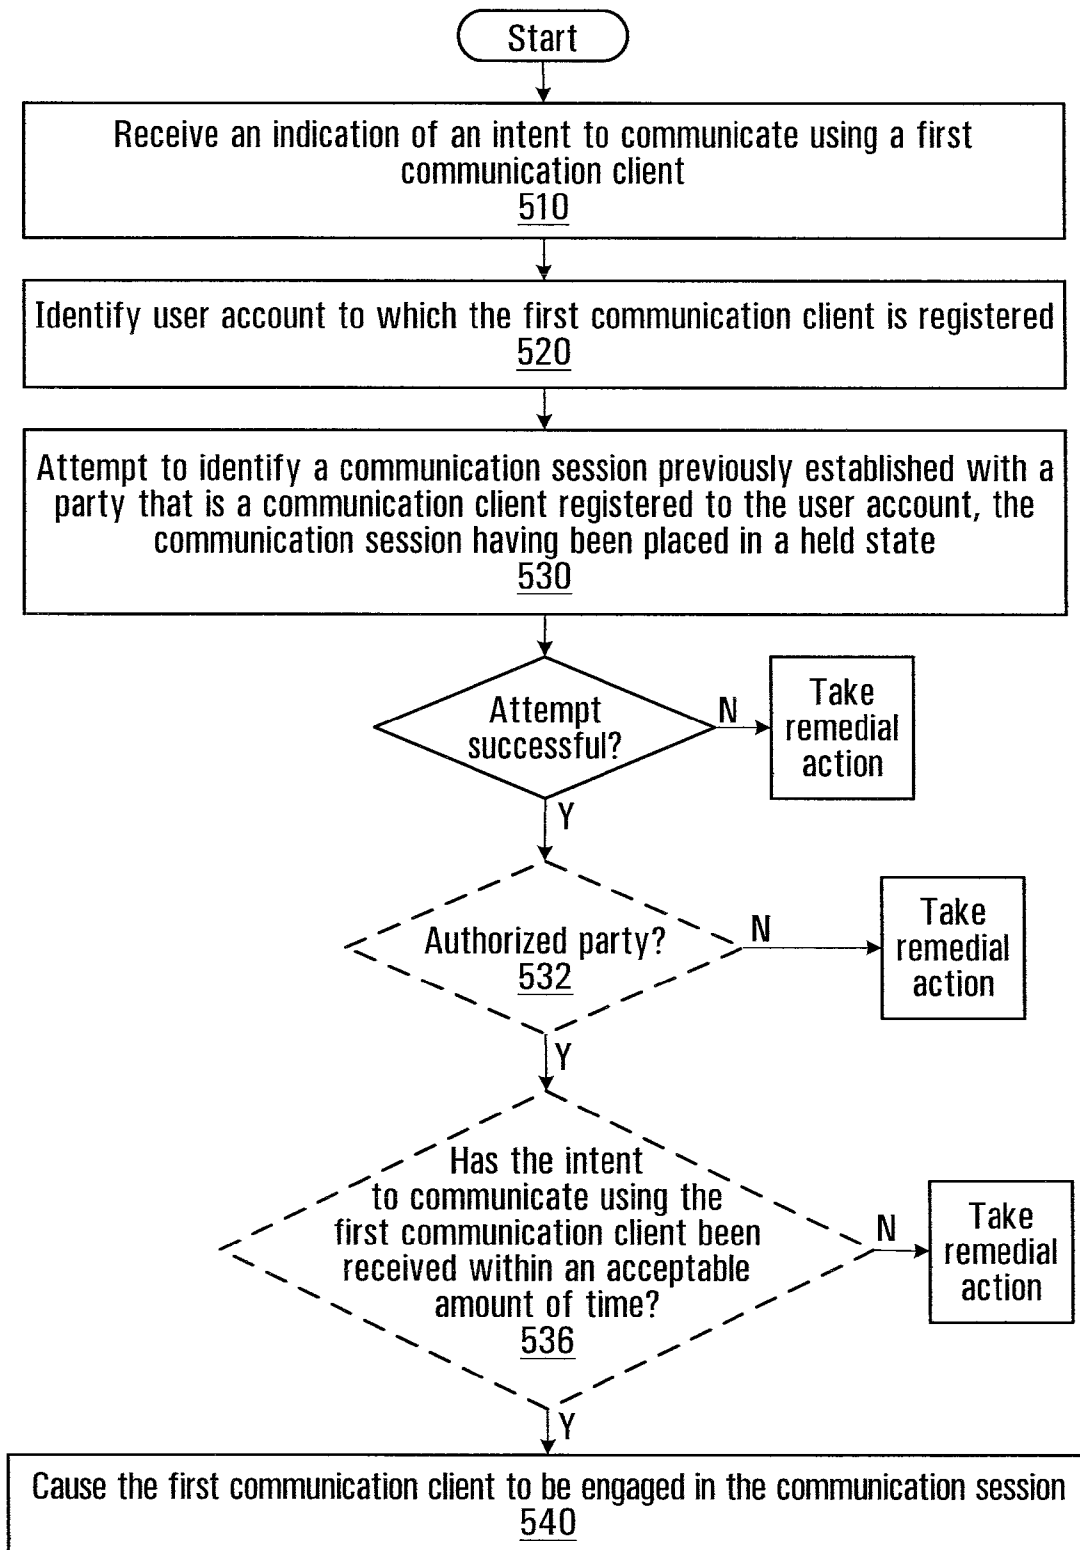 Start
Receive an indication of an intent to communicate using a first
communication client
510
Identify user account to which the first communication client is registered
520
Attempt to identify a communication session previously established with a
party that is a communication client registered to the user account, the
communication session having been placed in a held state
530
Attempt
successful?
N
Take
remedial
action
Y
Authorized party?
532
N
Take
remedial
action
Y
Has the intent
to communicate using the
first communication client been
received within an acceptable
amount of time?
536
N
Take
remedial
action
Y
Cause the first communication client to be engaged in the communication session
540